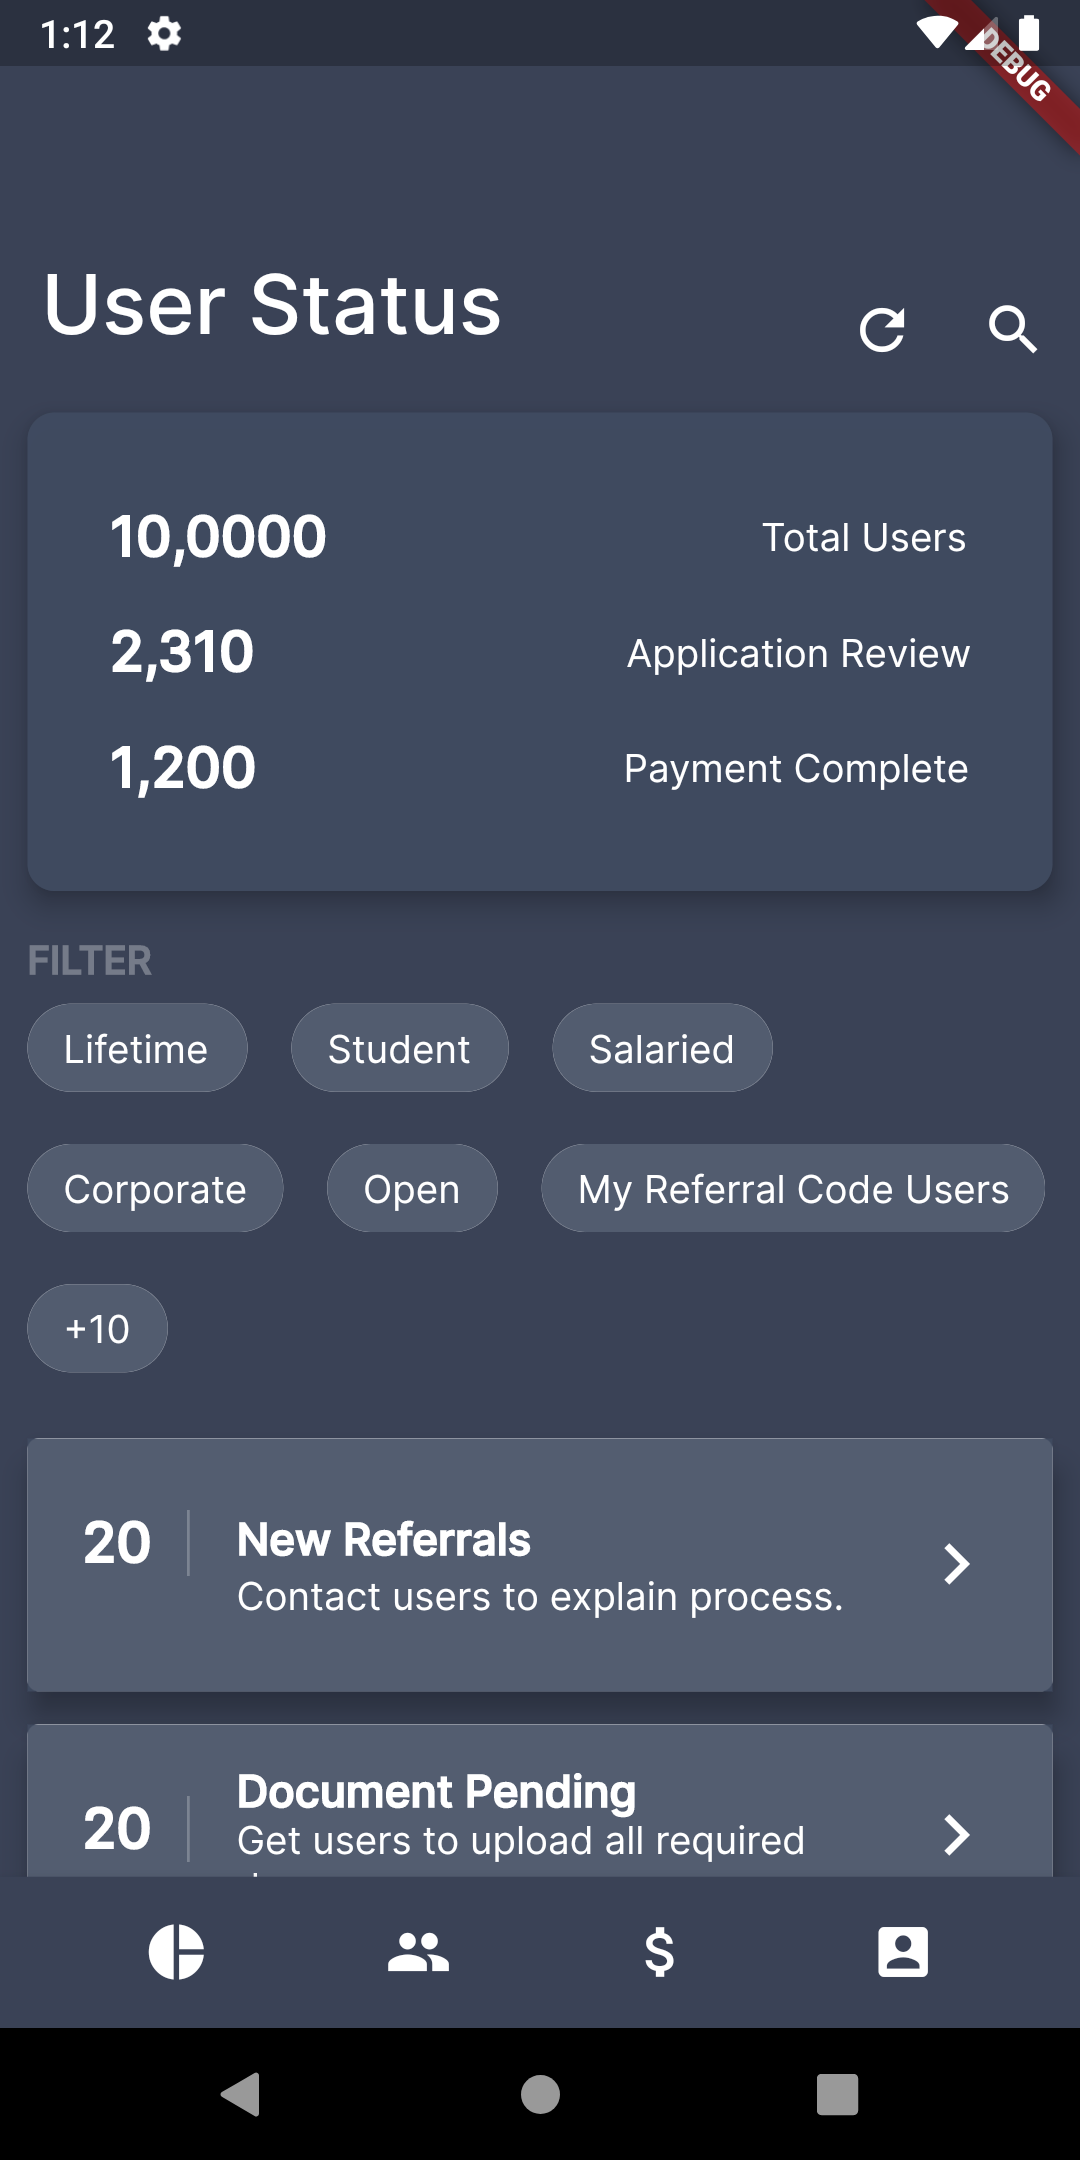 1:12
DEBUG
User Status
10,0000 Total Users
2,310 Application Review
1,200 Payment Complete
FILTER
Lifetime Student Salaried
Corporate Open My Referral Code Users
+10
20 New Referrals
Contact users to explain process.
20 Document Pending
Get users to upload all required